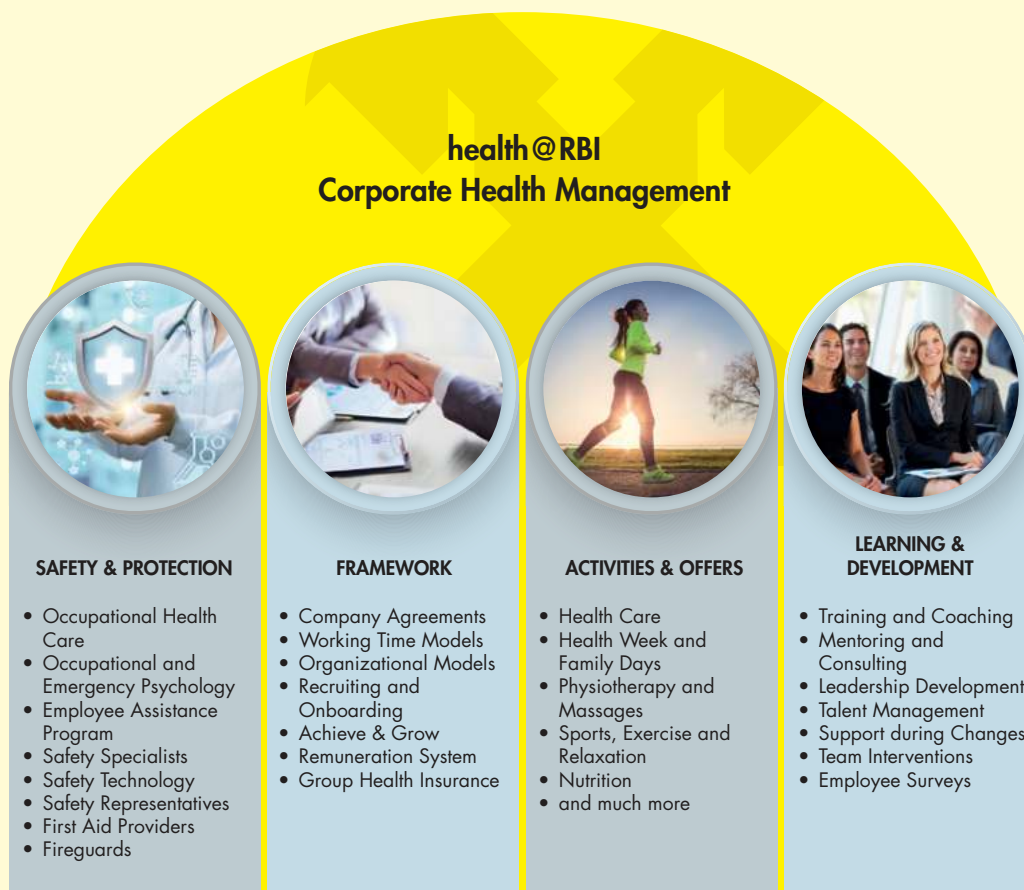 health@RBI
Corporate Health Management
SAFETY & PROTECTION
• Occupational Health
Care
• Occupational and
Emergency Psychology
• Employee Assistance
Program
• Safety Specialists
• Safety Technology
• Safety Representatives
• First Aid Providers
• Fireguards
FRAMEWORK
• Company Agreements
• Working Time Models
• Organizational Models
• Recruiting and
Onboarding
• Achieve & Grow
• Remuneration System
• Group Health Insurance
ACTIVITIES & OFFERS
• Health Care
• Health Week and
Family Days
• Physiotherapy and
Massages
• Sports, Exercise and
Relaxation
• Nutrition
• and much more
LEARNING &
DEVELOPMENT
• Training and Coaching
• Mentoring and
Consulting
• Leadership Development
• Talent Management
• Support during Changes
• Team Interventions
• Employee Surveys